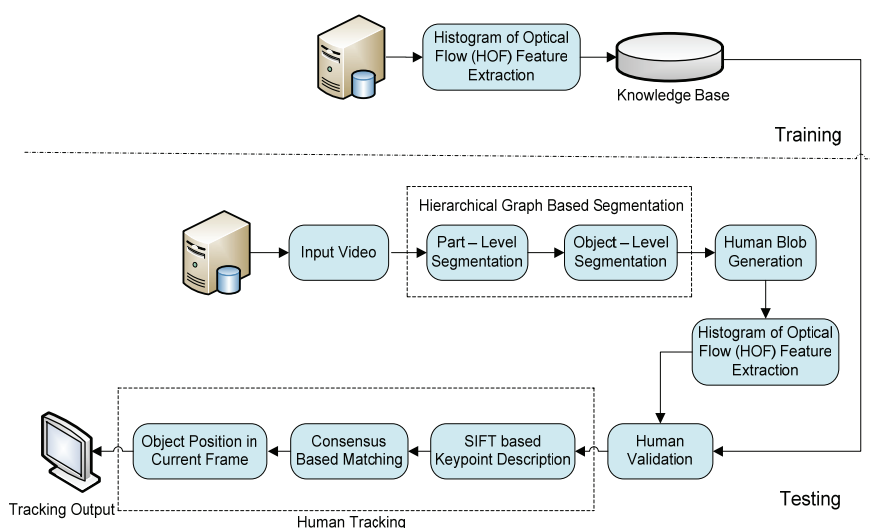 Histogram of Optical
Flow (HOF) Feature
Extraction
Knowledge Base
Training
Hierarchical Graph Based Segmentation
Input Video
Part – Level
Segmentation
Object – Level
Segmentation
Human Blob
Generation
Histogram of Optical
Flow (HOF) Feature
Extraction
Object Position in
Current Frame
Consensus
Based Matching
SIFT based
Keypoint Description
Human
Validation
Tracking Output
Human Tracking
Testing